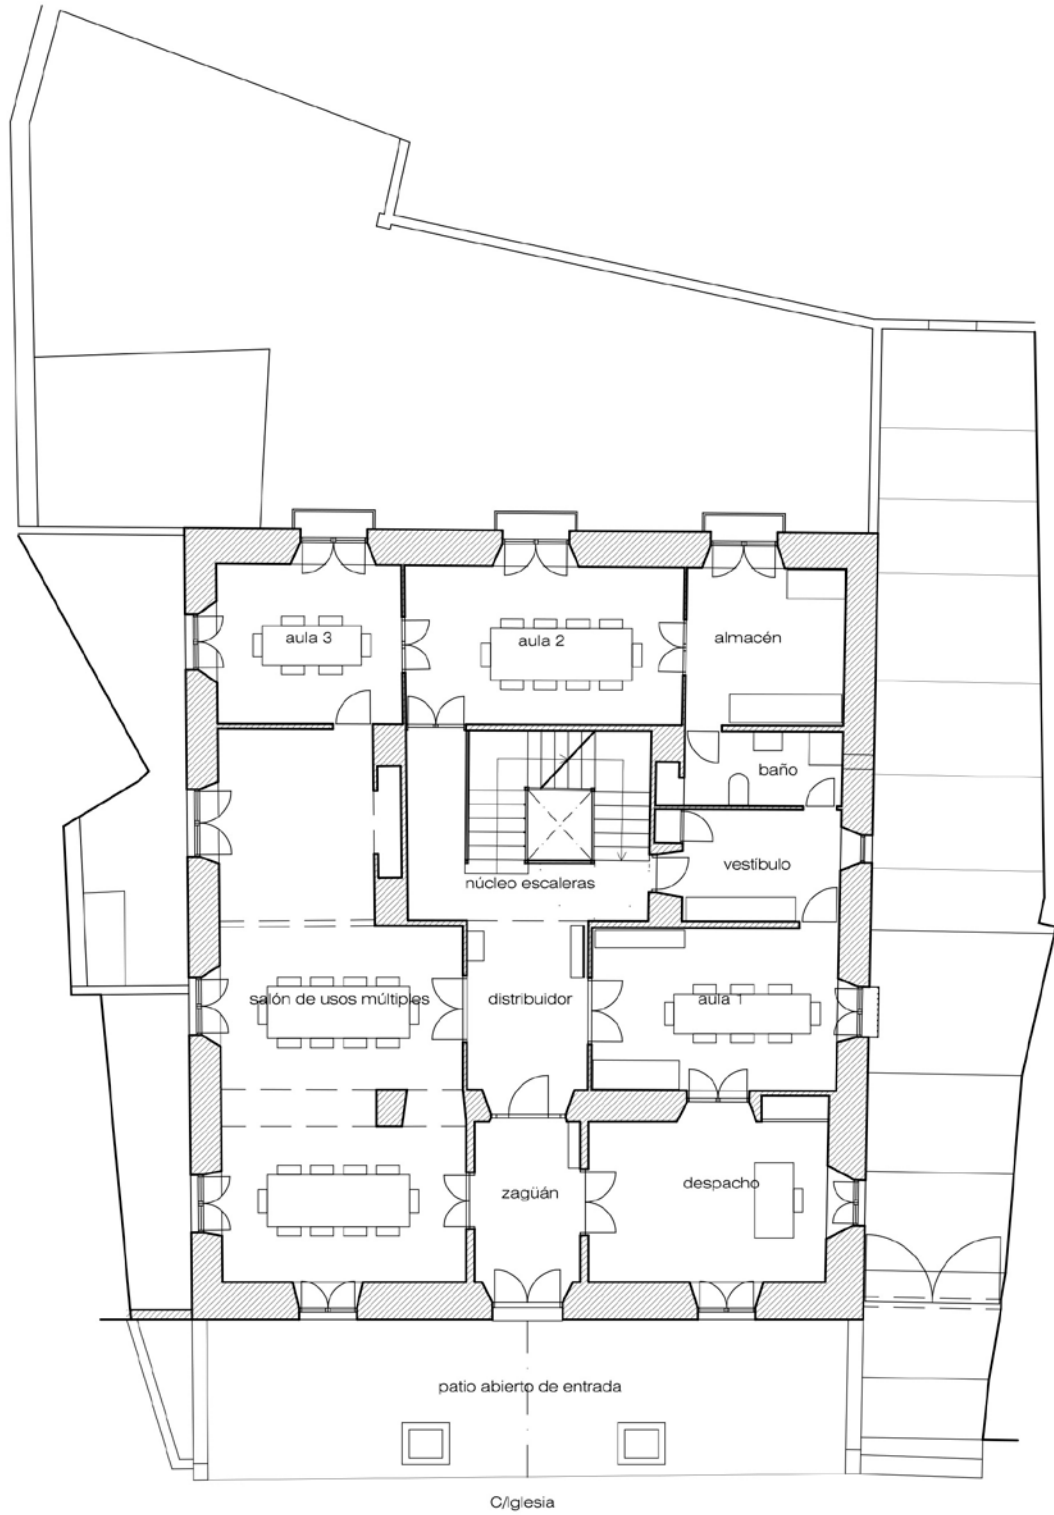 aula 3
aula 2
almacén
baño
vestíbulo
núcleo escaleras
salón de usos múltiples
distribuidor
aula 1
despacho
zagüán
patio abierto de entrada
C/Iglesia